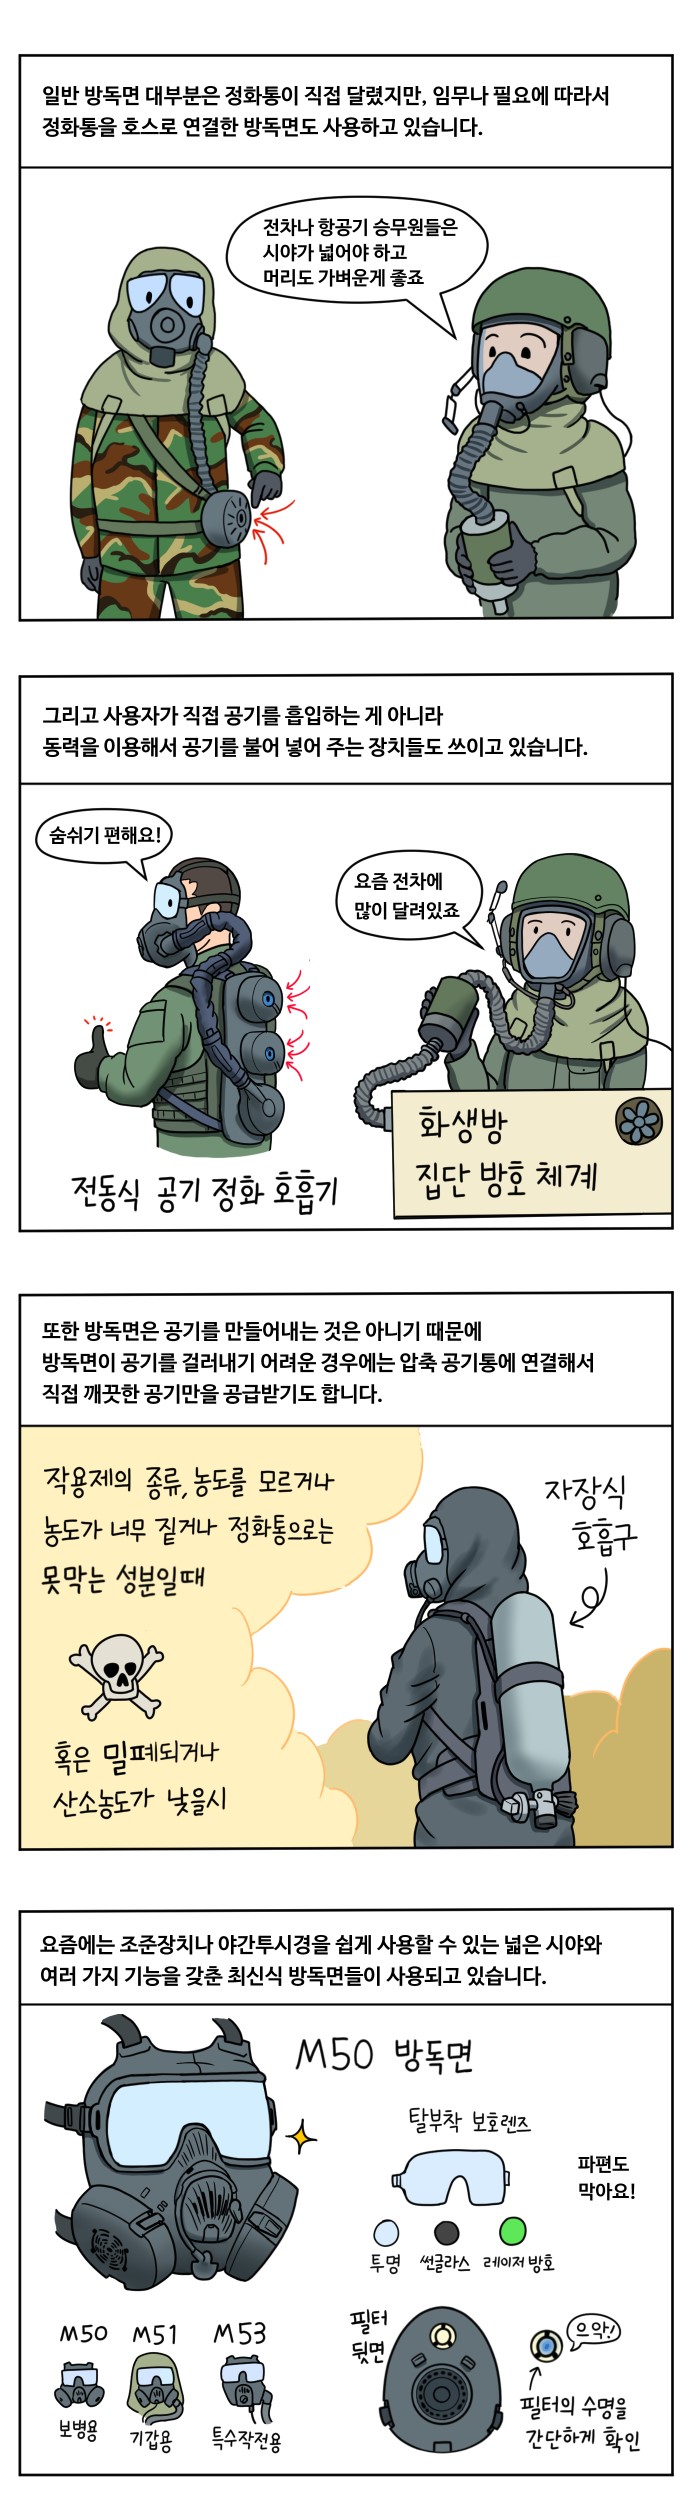 일반 방독면 대부분은 정화통이 직접 달렸지만, 임무나 필요에 따라서
정화통을 호스로 연결한 방독면도 사용하고 있습니다.
전차나 항공기 승무원들은
시야가 넓어야 하고
머리도 가벼운게 좋죠
그리고 사용자가 직접 공기를 흡입하는 게 아니라
동력을 이용해서 공기를 불어 넣어 주는 장치들도 쓰이고 있습니다.
숨쉬기 편해요!
요즘 전차에
많이 달려있죠
전동식 공기 정화 호흡기
화생방
집단 방호 체계
또한 방독면은 공기를 만들어내는 것은 아니기 때문에
방독면이 공기를 걸러내기 어려운 경우에는 압축 공기통에 연결해서
직접 깨끗한 공기만을 공급받기도 합니다.
작용제의 종류, 농도를 모르거나
농도가 너무 짙거나 정화통으로는
못막는 성분일때
자장식
호흡구
혹은 밀폐되거나
산소농도가 낮을시
요즘에는 조준장치나 야간투시경을 쉽게 사용할 수 있는 넓은 시야와
여러 가지 기능을 갖춘 최신식 방독면들이 사용되고 있습니다.
M50 방독면
탈부착 보호렌즈
파편도
막아요!
투명 썬글라스 레이저 방호
M50 M51 M53
보병용 기갑용 특수작전용
필터
뒷면
으악!
필터의 수명을
간단하게 확인